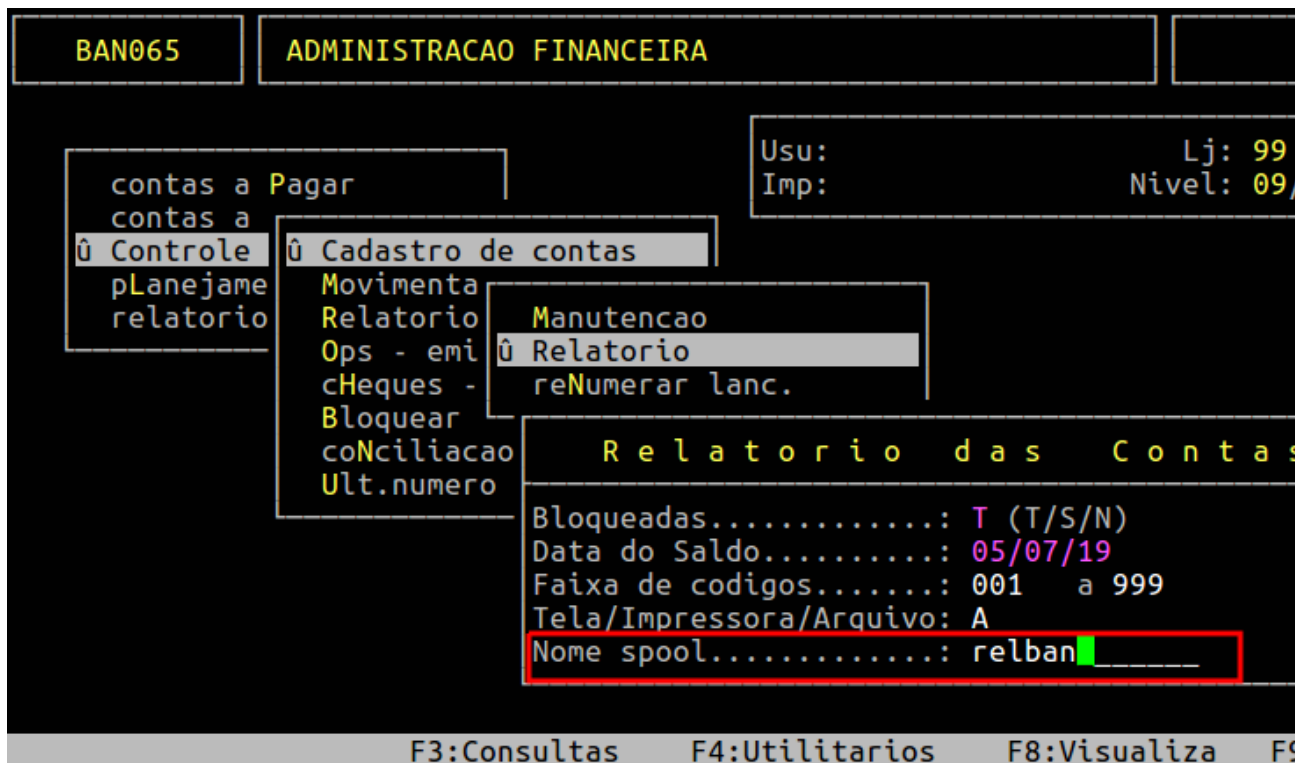 BAN065 ADMINISTRACAO FINANCEIRA
Usu: Lj: 99
contas a Pagar Imp: Nivel: 09/
contas a
û Controle û Cadastro de contas
pLanejame Movimenta
relatorio Relatorio Manutencao
Ops - emi û Relatorio
cHeques - reNumerar lanc.
Bloquear
coNciliacao R e l a t o r i o d a s C o n t a s
Ult.numero
Bloqueadas.............: T (T/S/N)
Data do Saldo..........: 05/07/19
Faixa de codigos.......: 001 a 999
Tela/Impressora/Arquivo: A
Nome spool.............: relban ______
F3:Consultas F4:Utilitarios F8:Visualiza F9